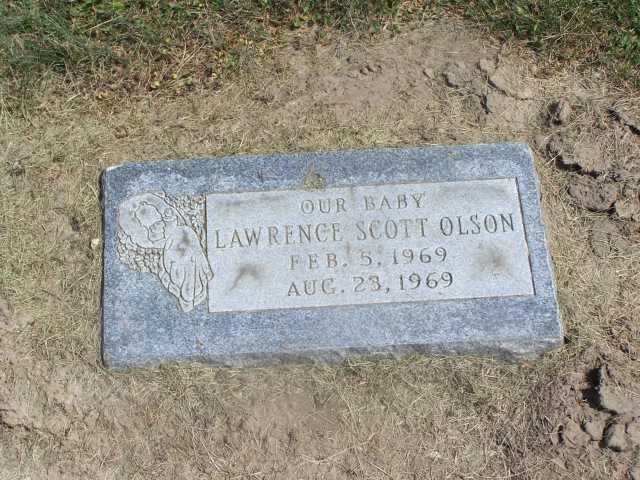 OUR BABY
LAWRENCE SCOTT OLSON
FEB. 5, 1969
AUG. 23, 1969